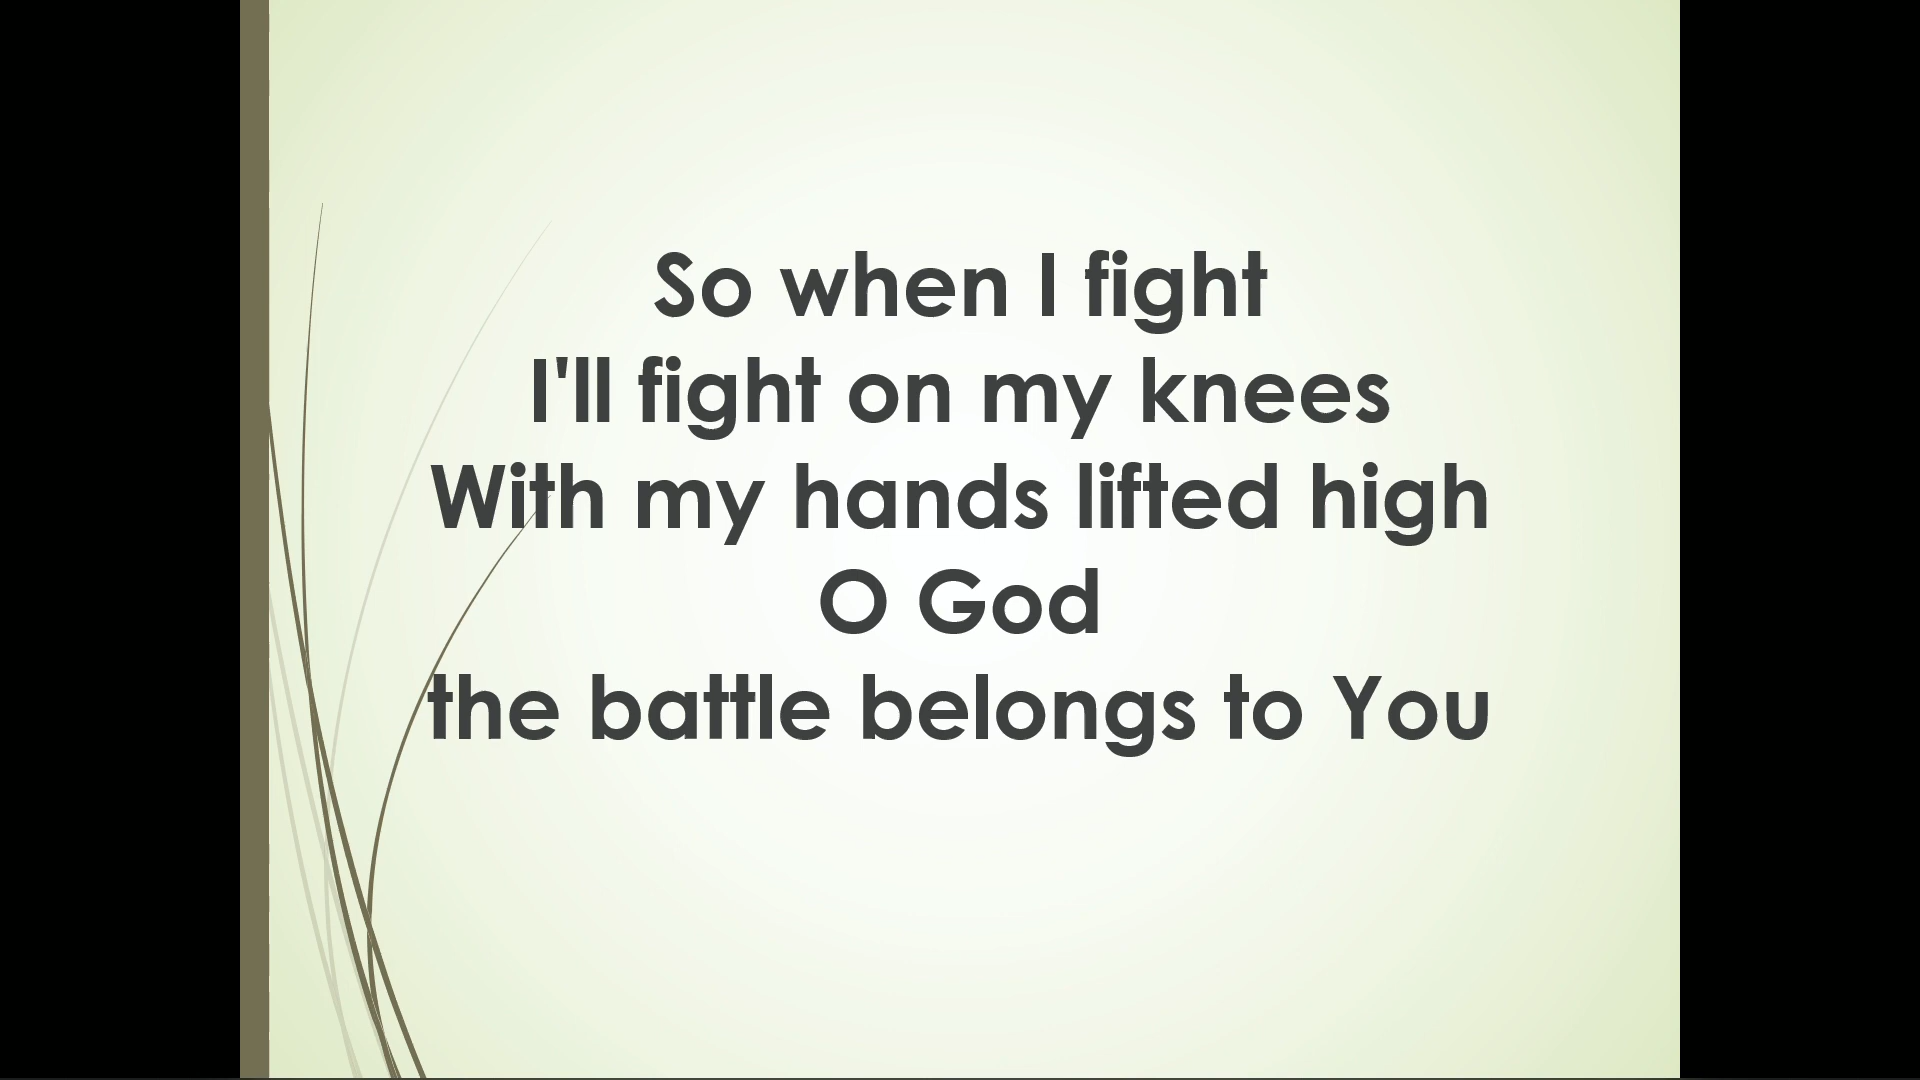 So when I fight
I'll fight on my knees
With my hands lifted high
O God
the battle belongs to You